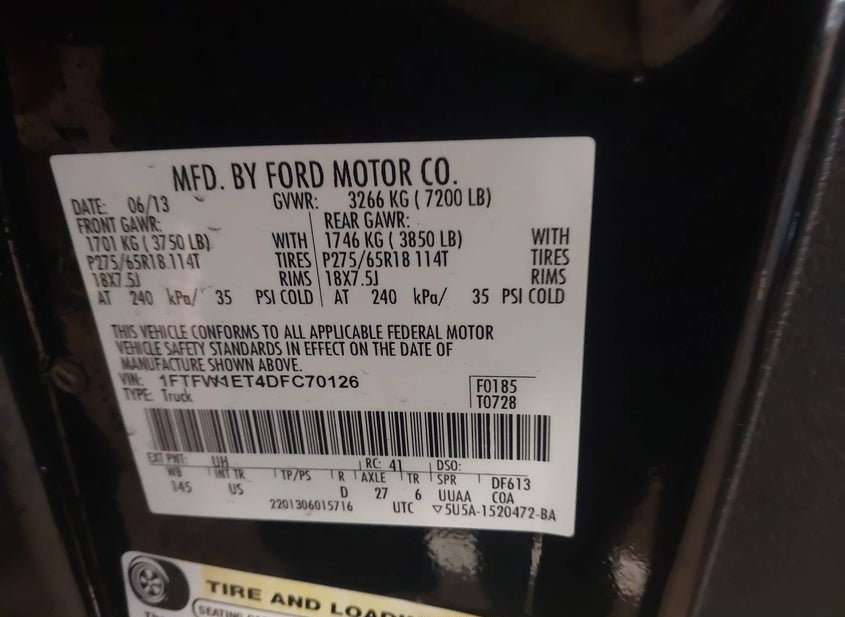 MFD. BY FORD MOTOR CO.
DATE: 06/13 GVWR: 3266 KG ( 7200 LB)
FRONT GAWR: REAR GAWR:
1701 KG ( 3750 LB) WITH 1746 KG ( 3850 LB) WITH
P275/65R18 114T TIRES P275/65R18 114T TIRES
18X7.5J RIMS 18X7.5J RIMS
AT 240 kPa/ 35 PSI COLD AT 240 kPa/ 35 PSI COLD
THIS VEHICLE CONFORMS TO ALL APPLICABLE FEDERAL MOTOR
VEHICLE SAFETY STANDARDS IN EFFECT ON THE DATE OF
MANUFACTURE SHOWN ABOVE.
VIN: 1FTFW1ET4DFC70126 F0185
TYPE: Truck T0728
EXT PNT: UH RC: 41 DSO:
WB INT TR TP/PS R AXLE TR SPR DF613
145 US D 27 6 UUAA COA
2201306015716 UTC ▽5U5A-1520472-BA
TIRE AND